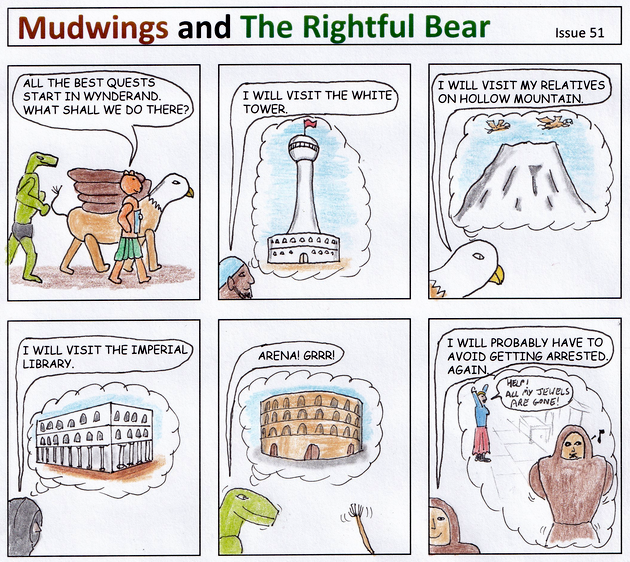 Mudwings and The Rightful Bear
Issue 51
ALL THE BEST QUESTS
START IN WYNDERAND.
WHAT SHALL WE DO THERE?
I WILL VISIT THE WHITE
TOWER.
I WILL VISIT MY RELATIVES
ON HOLLOW MOUNTAIN.
I WILL VISIT THE IMPERIAL
LIBRARY.
ARENA! GRRR!
I WILL PROBABLY HAVE TO
AVOID GETTING ARRESTED.
AGAIN.
HELP!
ALL MY JEWELS
ARE GONE!